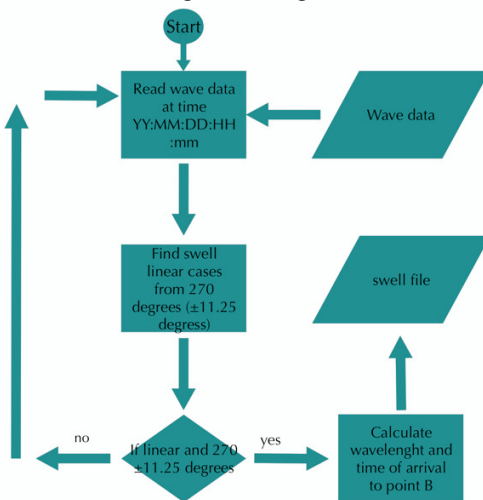 Start
Read wave data
at time
YY:MM:DD:HH
:mm
Wave data
Find swell
linear cases
from 270
degrees (±11.25
degress)
swell file
no
If linear and 270
±11.25 degrees
yes
Calculate
wavelenght and
time of arrival
to point B